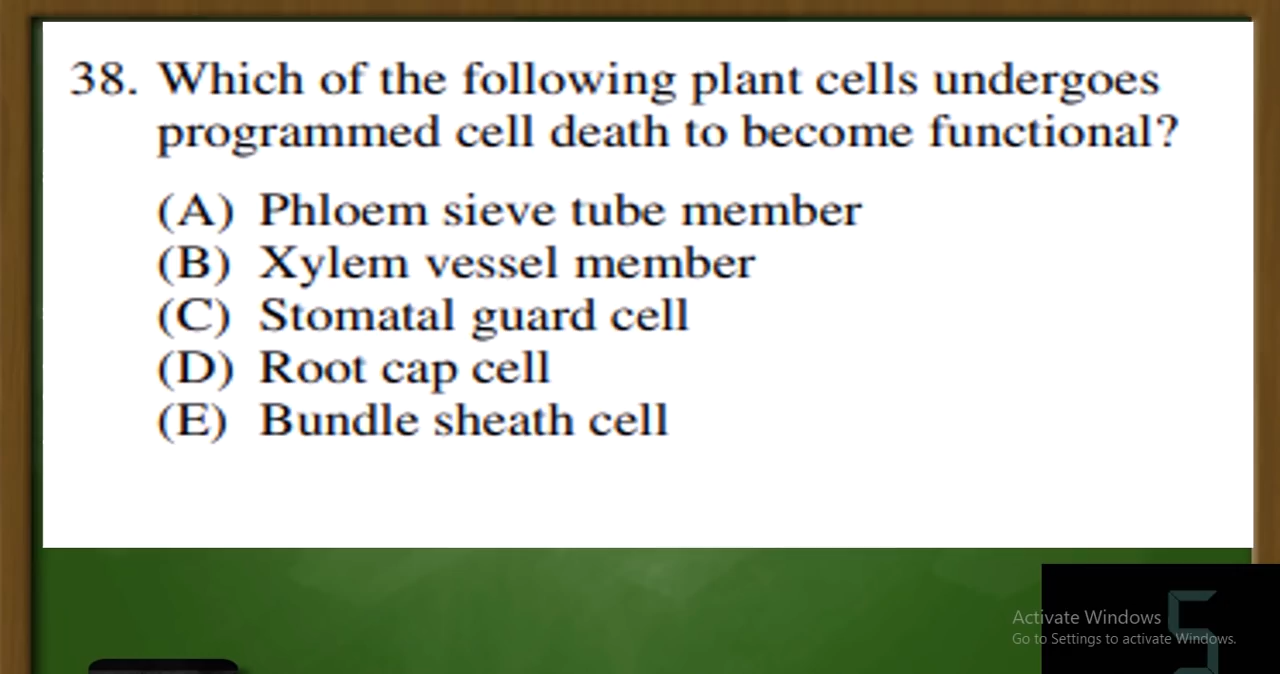 38. Which of the following plant cells undergoes
programmed cell death to become functional?
(A) Phloem sieve tube member
(B) Xylem vessel member
(C) Stomatal guard cell
(D) Root cap cell
(E) Bundle sheath cell
Activate Windows
Go to Settings to activate Windows.
5